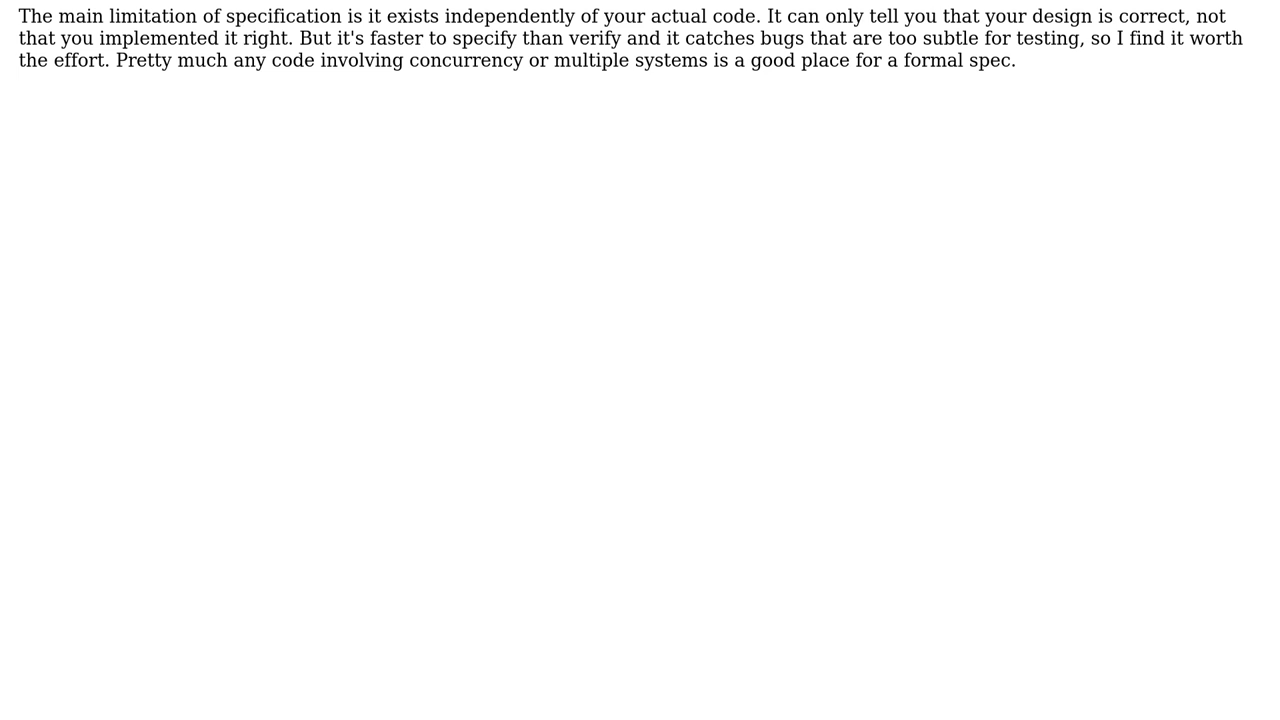 The main limitation of specification is it exists independently of your actual code. It can only tell you that your design is correct, not
that you implemented it right. But it's faster to specify than verify and it catches bugs that are too subtle for testing, so I find it worth
the effort. Pretty much any code involving concurrency or multiple systems is a good place for a formal spec.